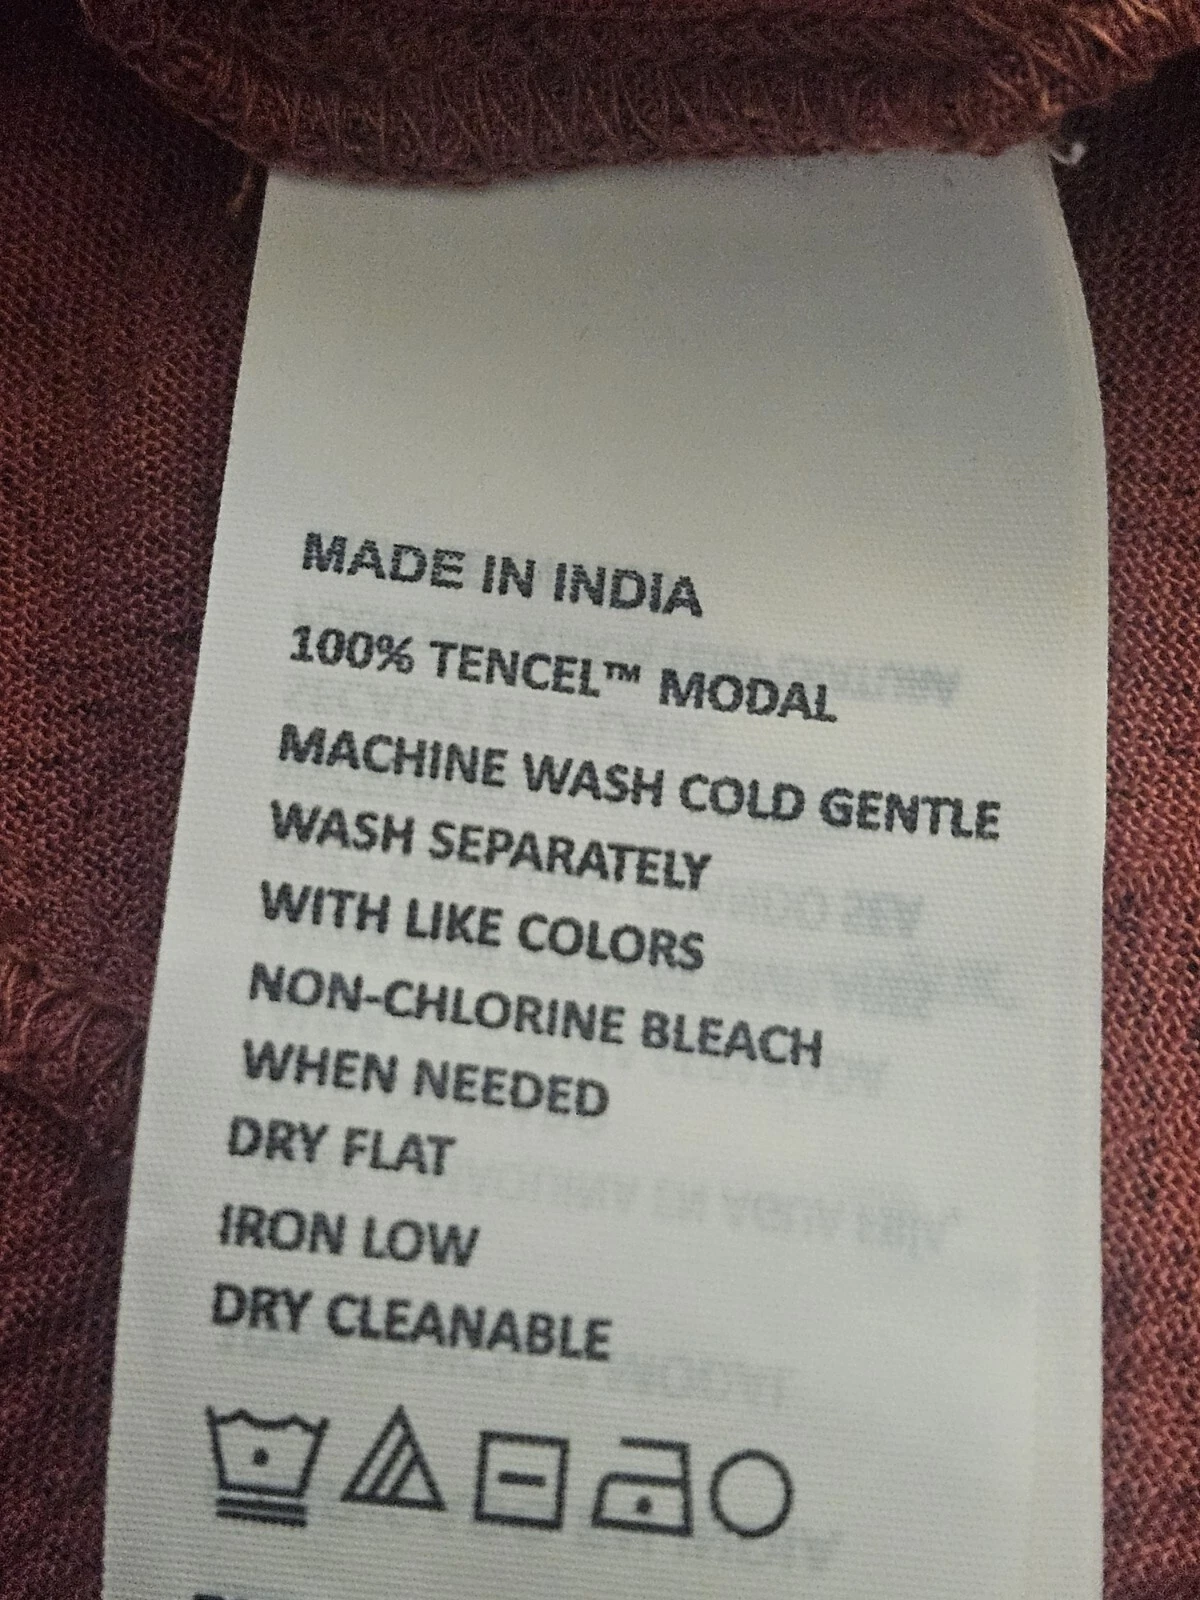 MADE IN INDIA
100% TENCEL™ MODAL
MACHINE WASH COLD GENTLE
WASH SEPARATELY
WITH LIKE COLORS
NON-CHLORINE BLEACH
WHEN NEEDED
DRY FLAT
IRON LOW
DRY CLEANABLE